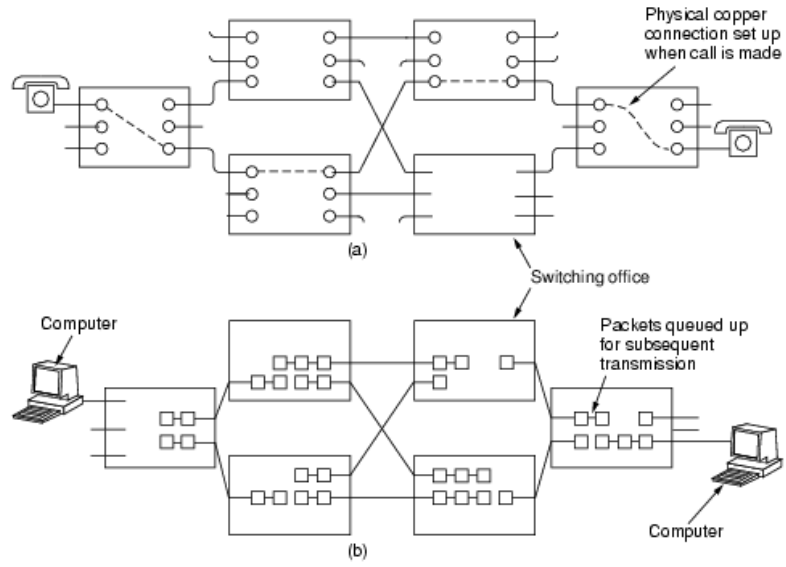 Physical copper
connection set up
when call is made
(a)
Switching office
Computer
Packets queued up
for subsequent
transmission
Computer
(b)